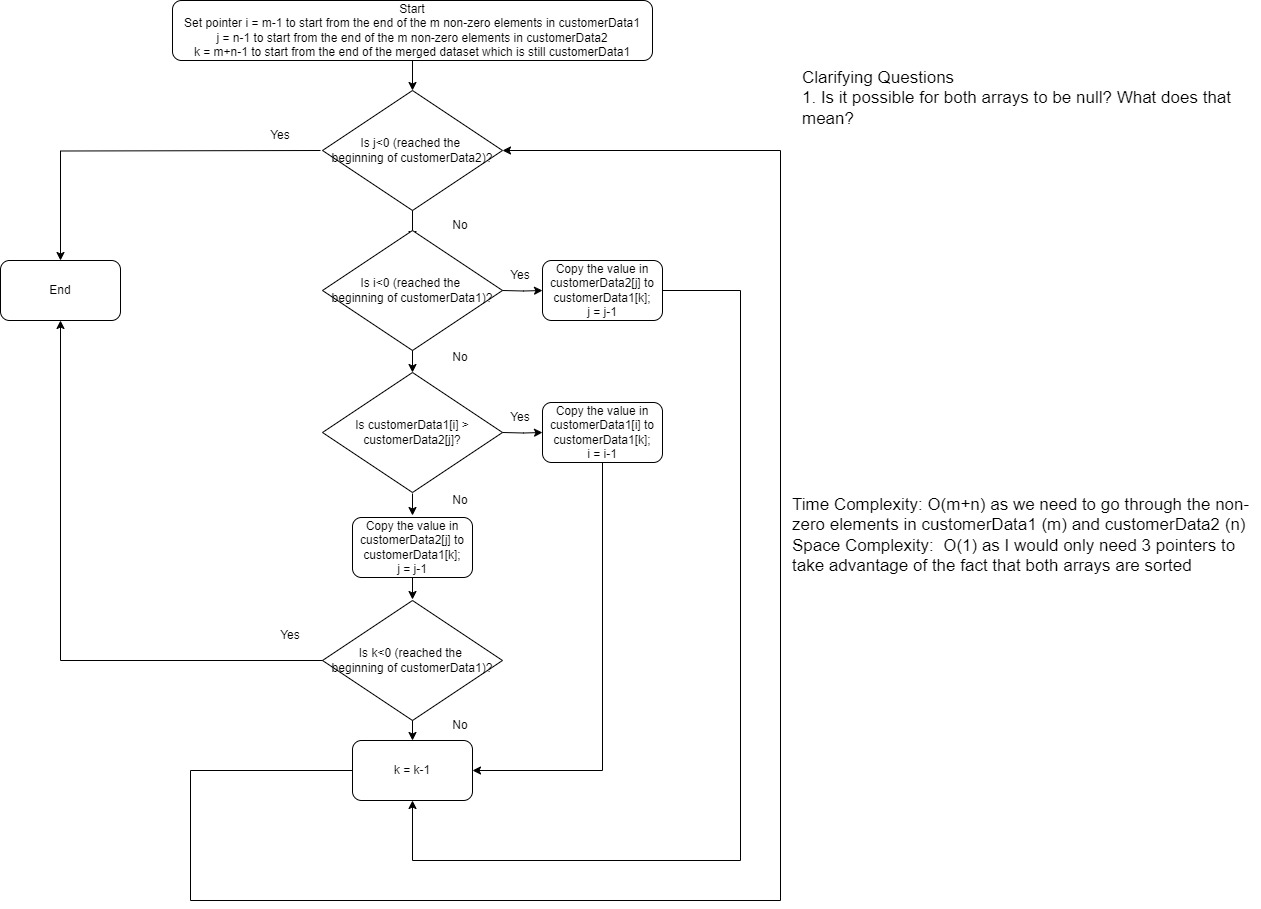 Start
Set pointer i = m-1 to start from the end of the m non-zero elements in customerData1
j = n-1 to start from the end of the m non-zero elements in customerData2
k = m+n-1 to start from the end of the merged dataset which is still customerData1
Clarifying Questions
1. Is it possible for both arrays to be null? What does that
mean?
Yes
Is j<0 (reached the
beginning of customerData2)?
No
End
Is i<0 (reached the
beginning of customerData1)?
Yes
Copy the value in
customerData2[j] to
customerData1[k];
j = j-1
No
Is customerData1[i] >
customerData2[j]?
Yes
Copy the value in
customerData1[i] to
customerData1[k];
i = i-1
No
Copy the value in
customerData2[j] to
customerData1[k];
j = j-1
Time Complexity: O(m+n) as we need to go through the non-
zero elements in customerData1 (m) and customerData2 (n)
Space Complexity:  O(1) as I would only need 3 pointers to
take advantage of the fact that both arrays are sorted
Yes
Is k<0 (reached the
beginning of customerData1)?
No
k = k-1